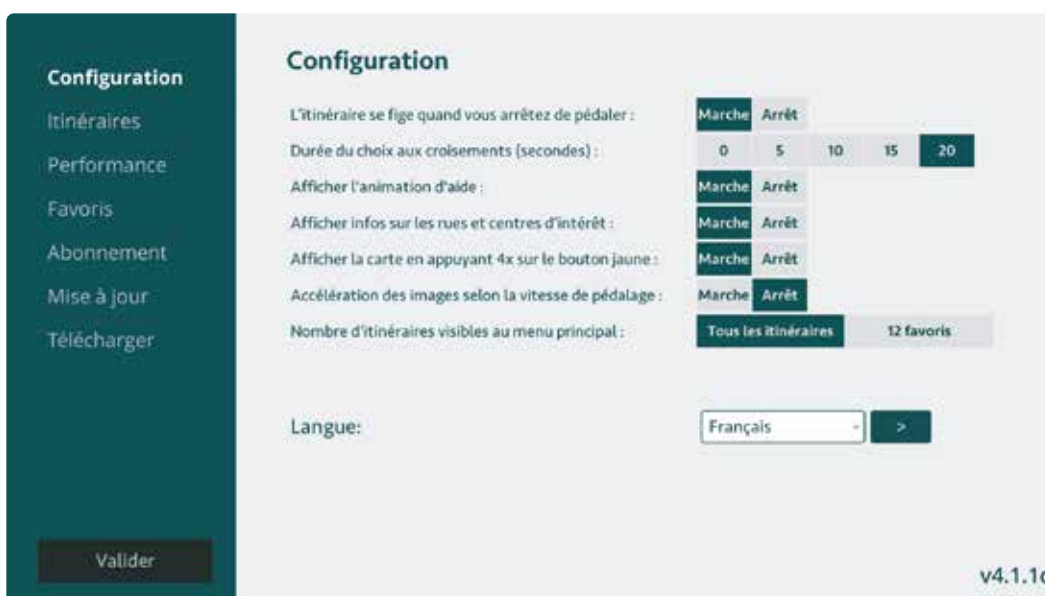 Configuration
Itinéraires
Performance
Favoris
Abonnement
Mise à jour
Télécharger
Valider
Configuration
L'itinéraire se fige quand vous arrêtez de pédaler : Marche Arrêt
Durée du choix aux croisements (secondes) : 0 5 10 15 20
Afficher l'animation d'aide : Marche Arrêt
Afficher infos sur les rues et centres d'intérêt : Marche Arrêt
Afficher la carte en appuyant 4x sur le bouton jaune : Marche Arrêt
Accélération des images selon la vitesse de pédalage : Marche Arrêt
Nombre d'itinéraires visibles au menu principal : Tous les itinéraires 12 favoris
Langue: Français >